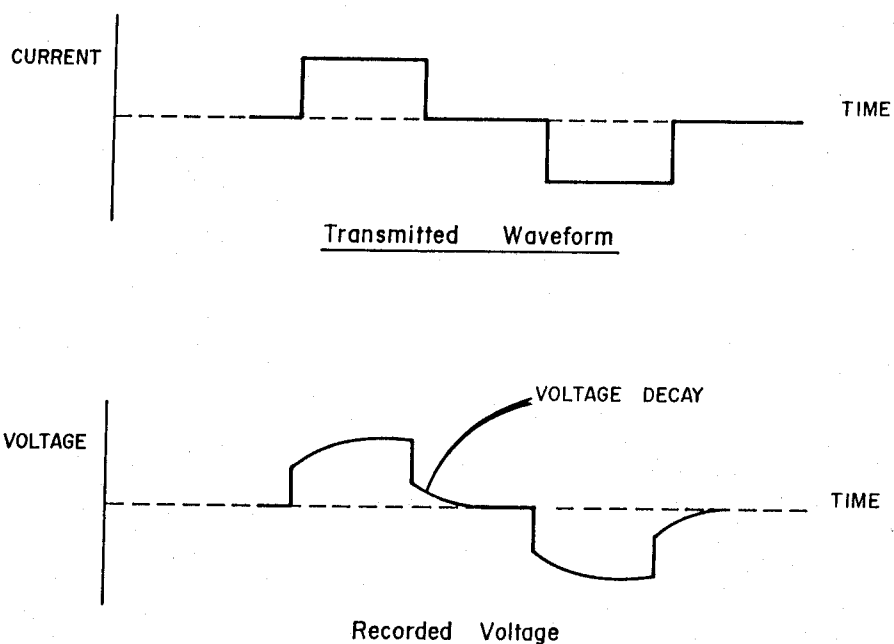 CURRENT
TIME
Transmitted Waveform
VOLTAGE DECAY
VOLTAGE
TIME
Recorded Voltage